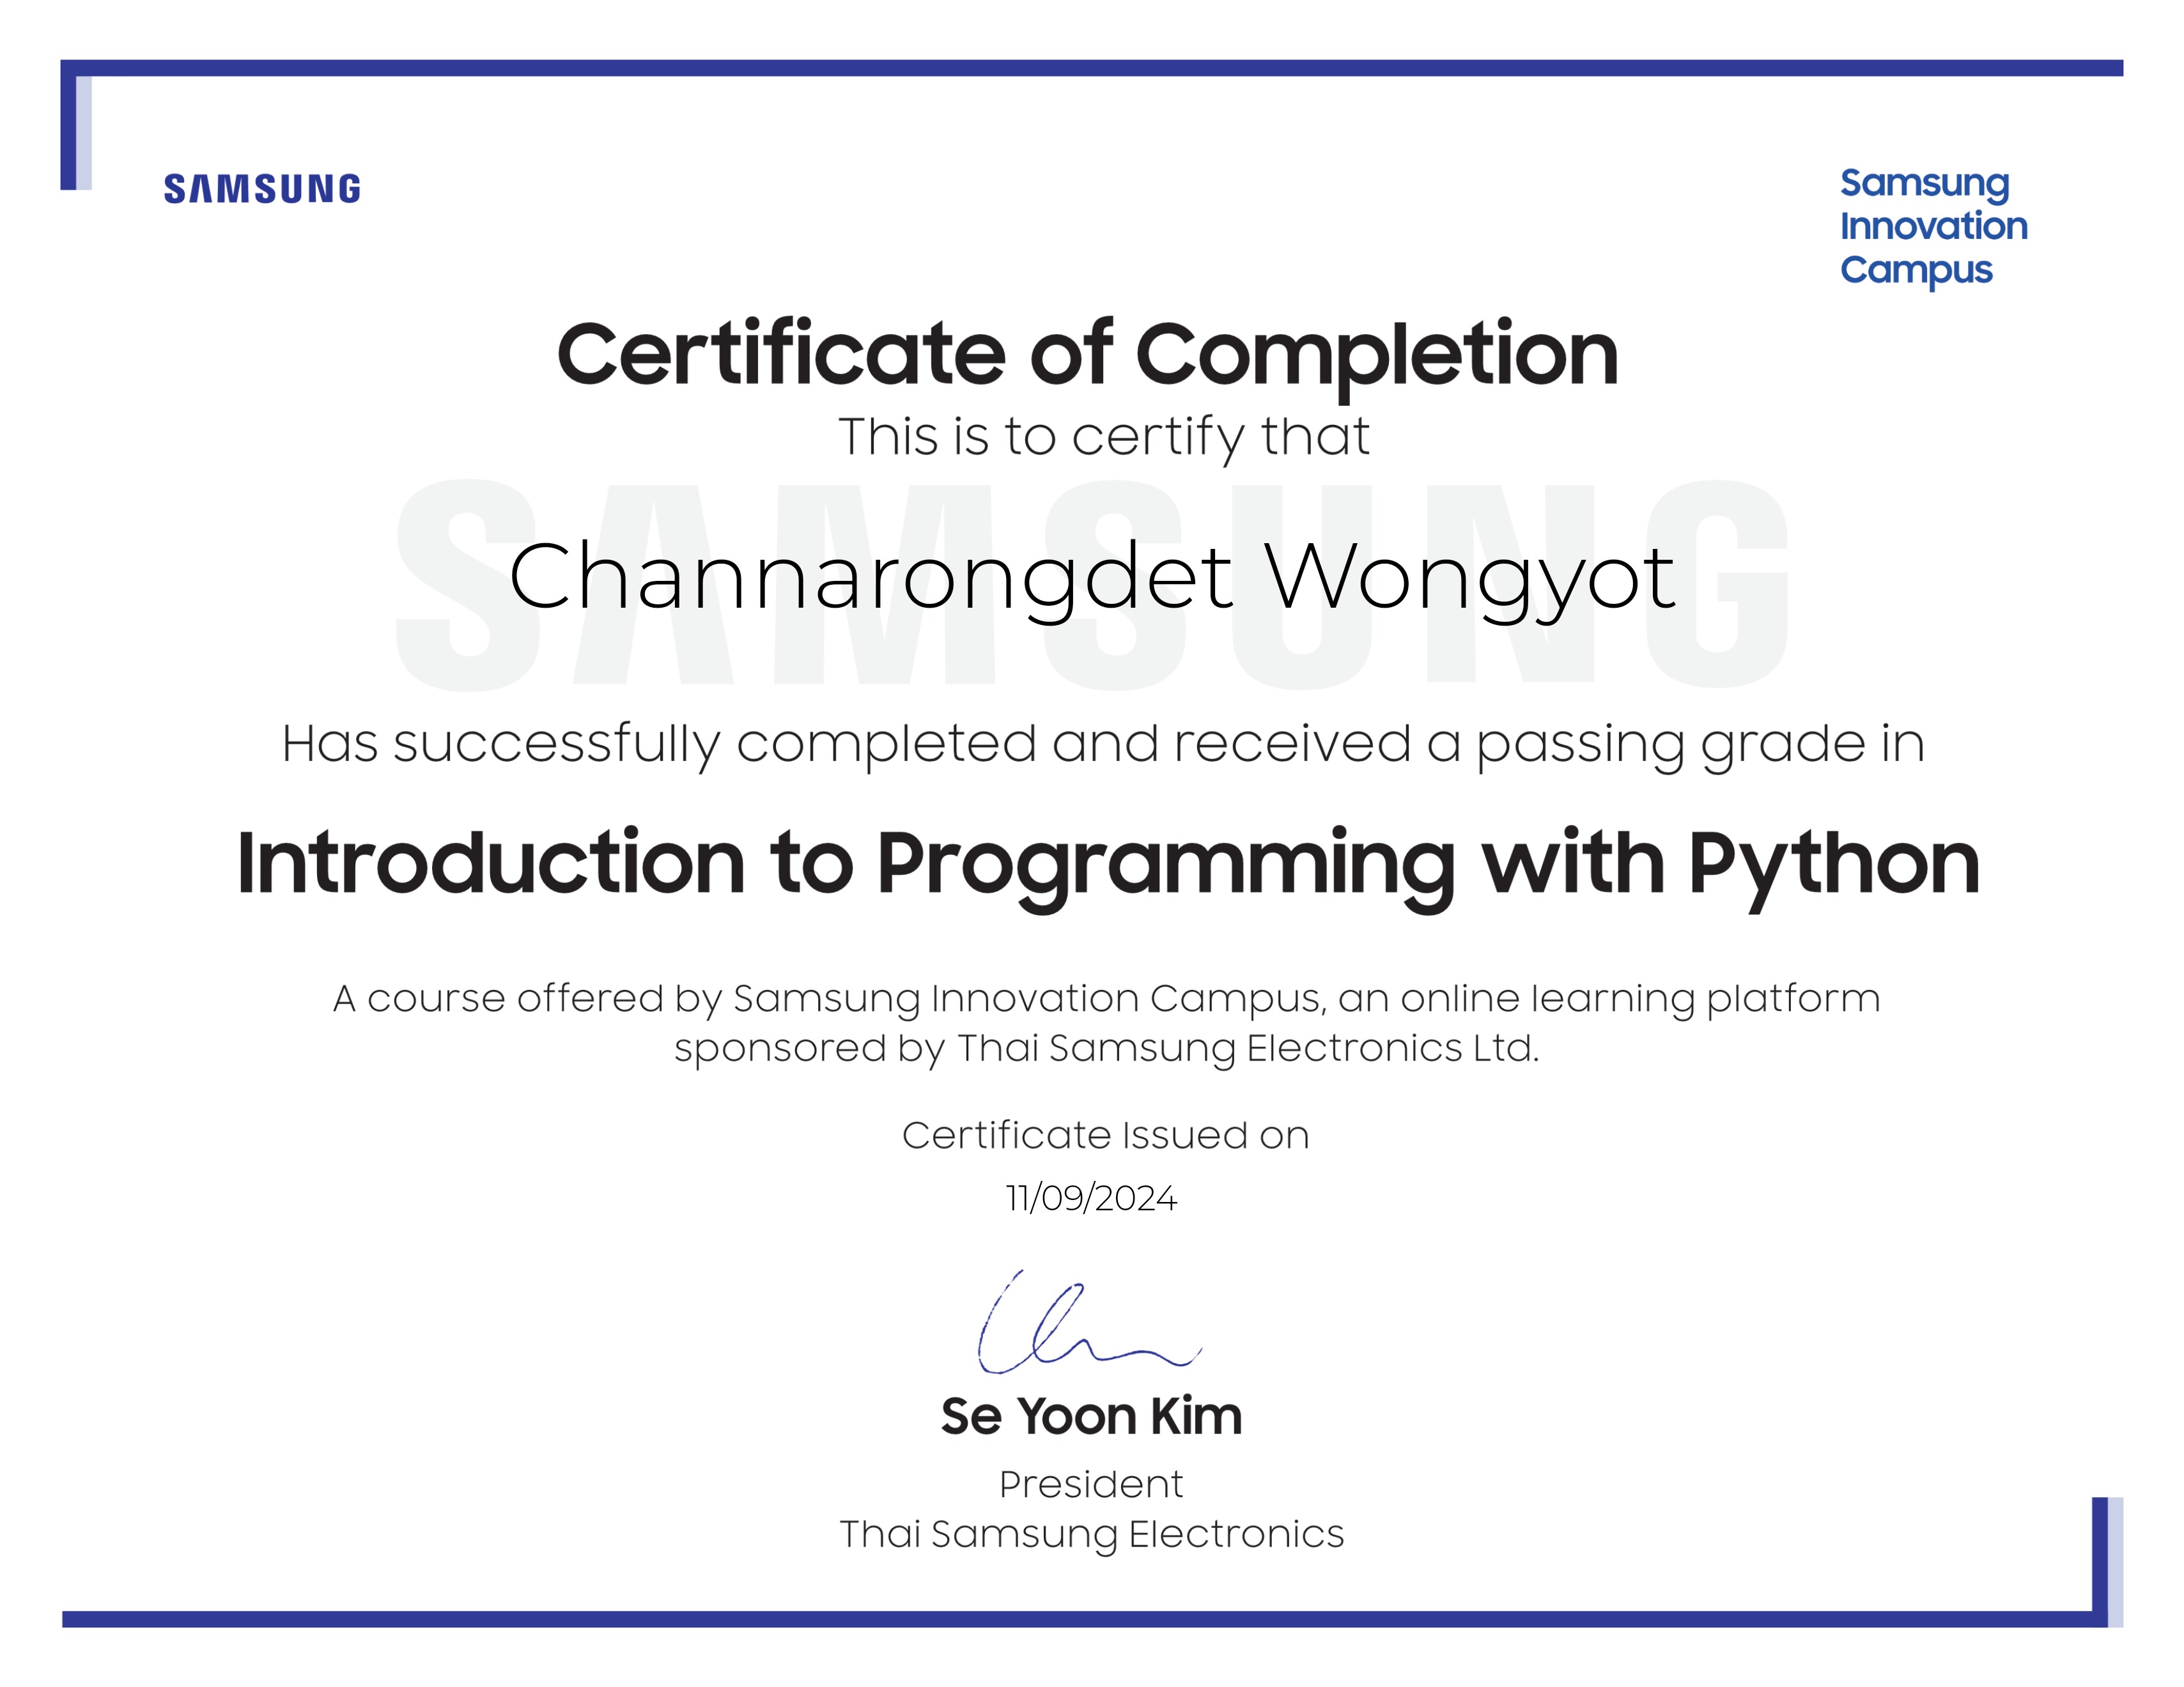 SAMSUNG
Samsung
Innovation
Campus
Certificate of Completion
This is to certify that
SAMSUNG
Channarongdet Wongyot
Has successfully completed and received a passing grade in
Introduction to Programming with Python
A course offered by Samsung Innovation Campus, an online learning platform
sponsored by Thai Samsung Electronics Ltd.
Certificate Issued on
11/09/2024
Se Yoon Kim
President
Thai Samsung Electronics